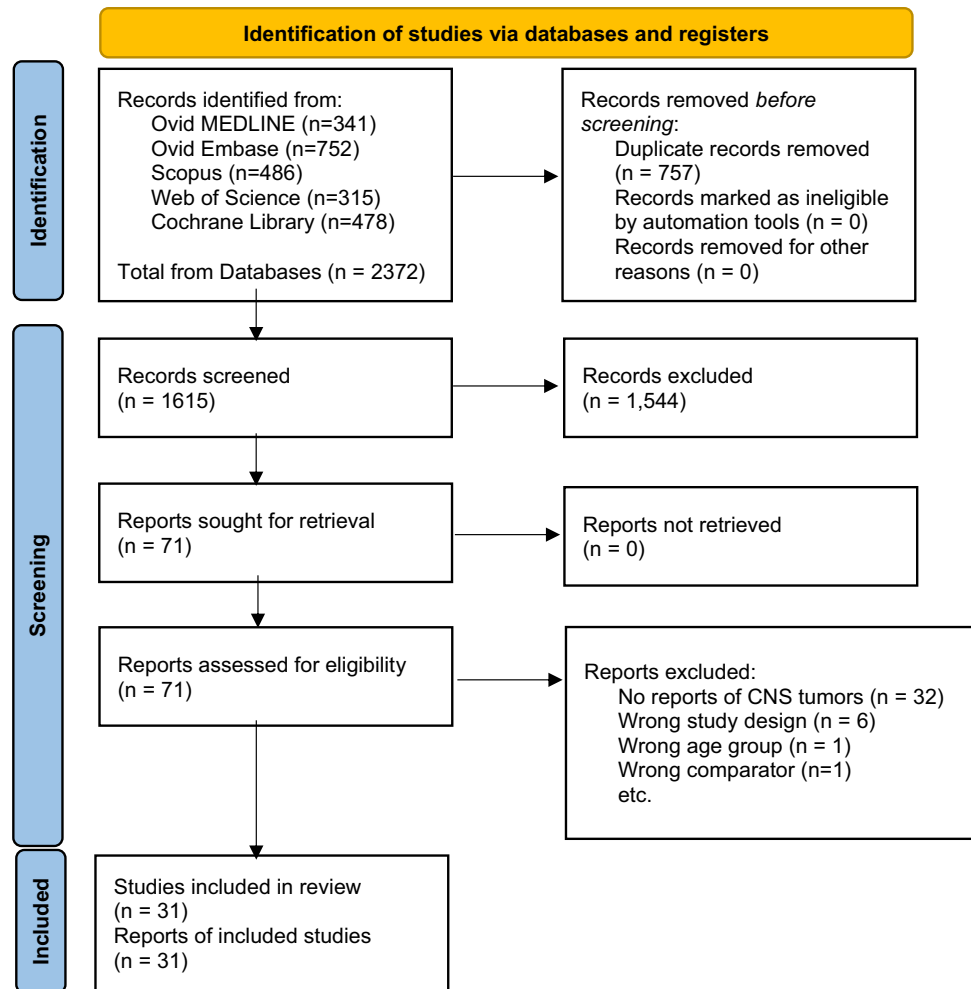 Identification of studies via databases and registers
Identification
Records identified from:
Ovid MEDLINE (n=341)
Ovid Embase (n=752)
Scopus (n=486)
Web of Science (n=315)
Cochrane Library (n=478)
Total from Databases (n = 2372)
Records removed before
screening:
Duplicate records removed
(n = 757)
Records marked as ineligible
by automation tools (n = 0)
Records removed for other
reasons (n = 0)
Screening
Records screened
(n = 1615)
Records excluded
(n = 1,544)
Reports sought for retrieval
(n = 71)
Reports not retrieved
(n = 0)
Reports assessed for eligibility
(n = 71)
Reports excluded:
No reports of CNS tumors (n = 32)
Wrong study design (n = 6)
Wrong age group (n = 1)
Wrong comparator (n=1)
etc.
Included
Studies included in review
(n = 31)
Reports of included studies
(n = 31)